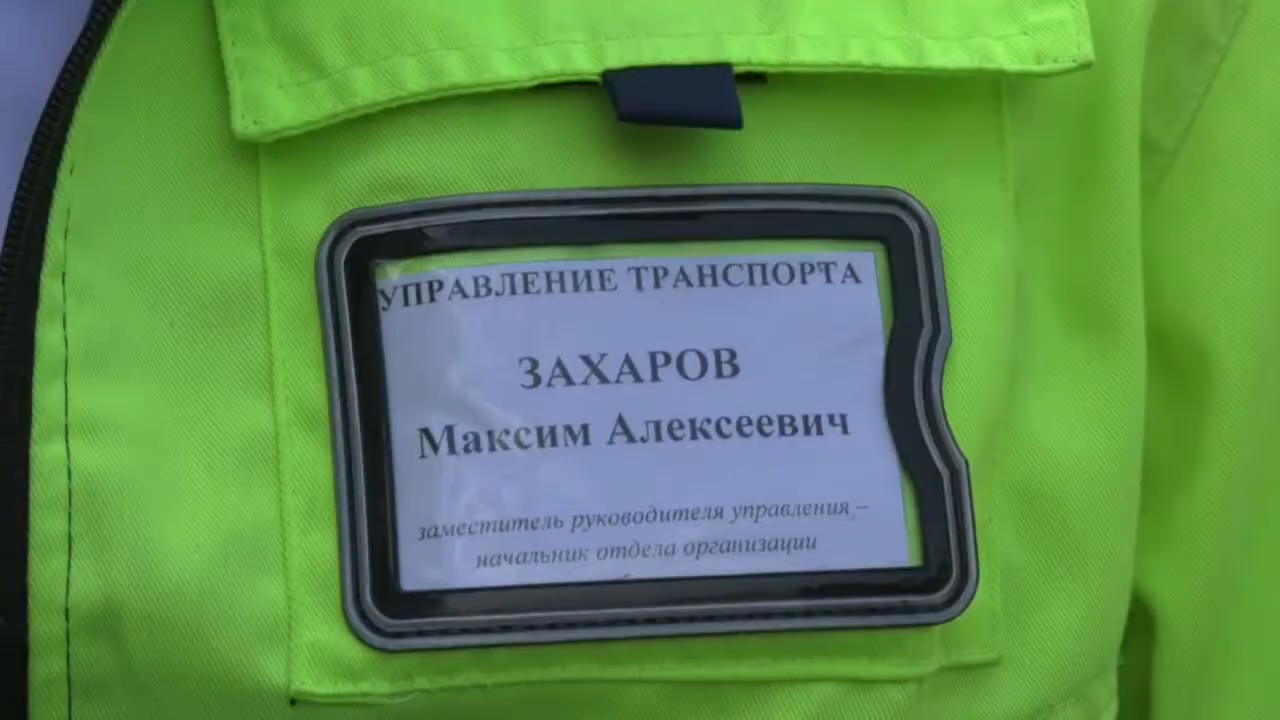 УПРАВЛЕНИЕ ТРАНСПОРТА
ЗАХАРОВ
Максим Алексеевич
заместитель руководителя управления –
начальник отдела организации